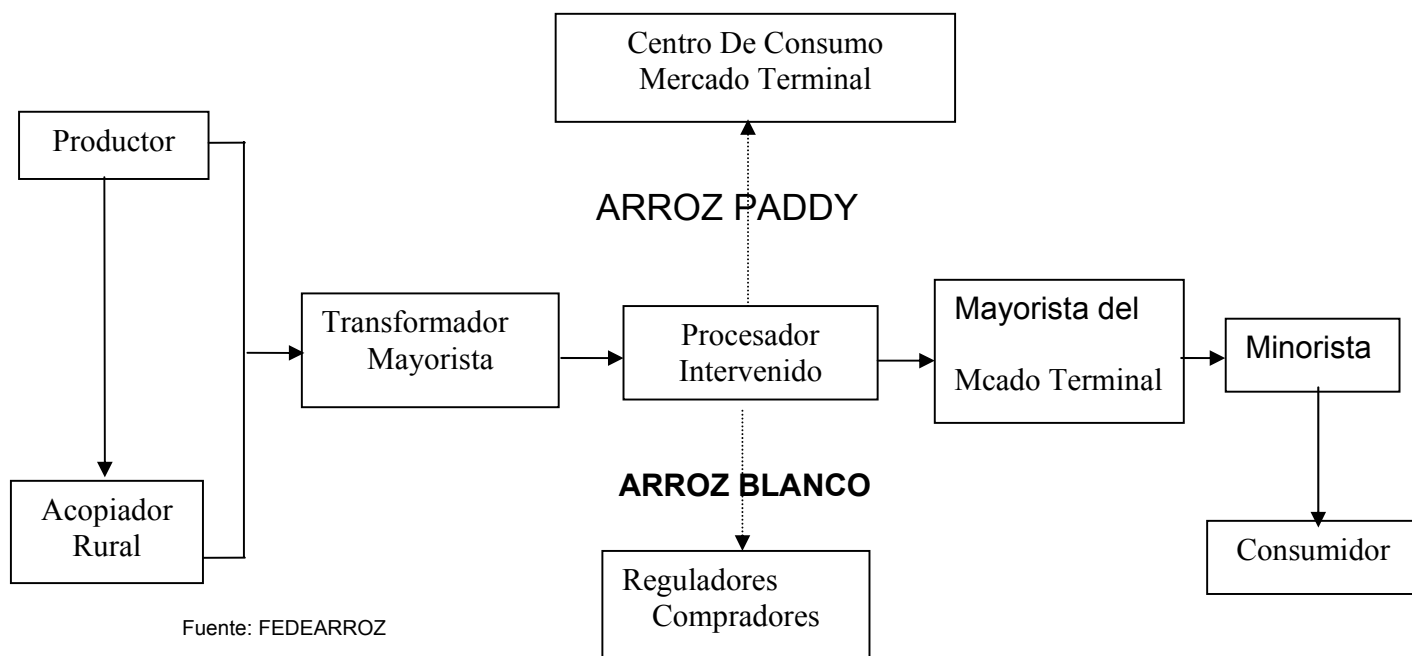 Centro De Consumo
Mercado Terminal
Productor
ARROZ PADDY
Transformador
Mayorista
Procesador
Intervenido
Mayorista del
Mcado Terminal
Minorista
ARROZ BLANCO
Acopiador
Rural
Consumidor
Reguladores
Compradores
Fuente: FEDEARROZ